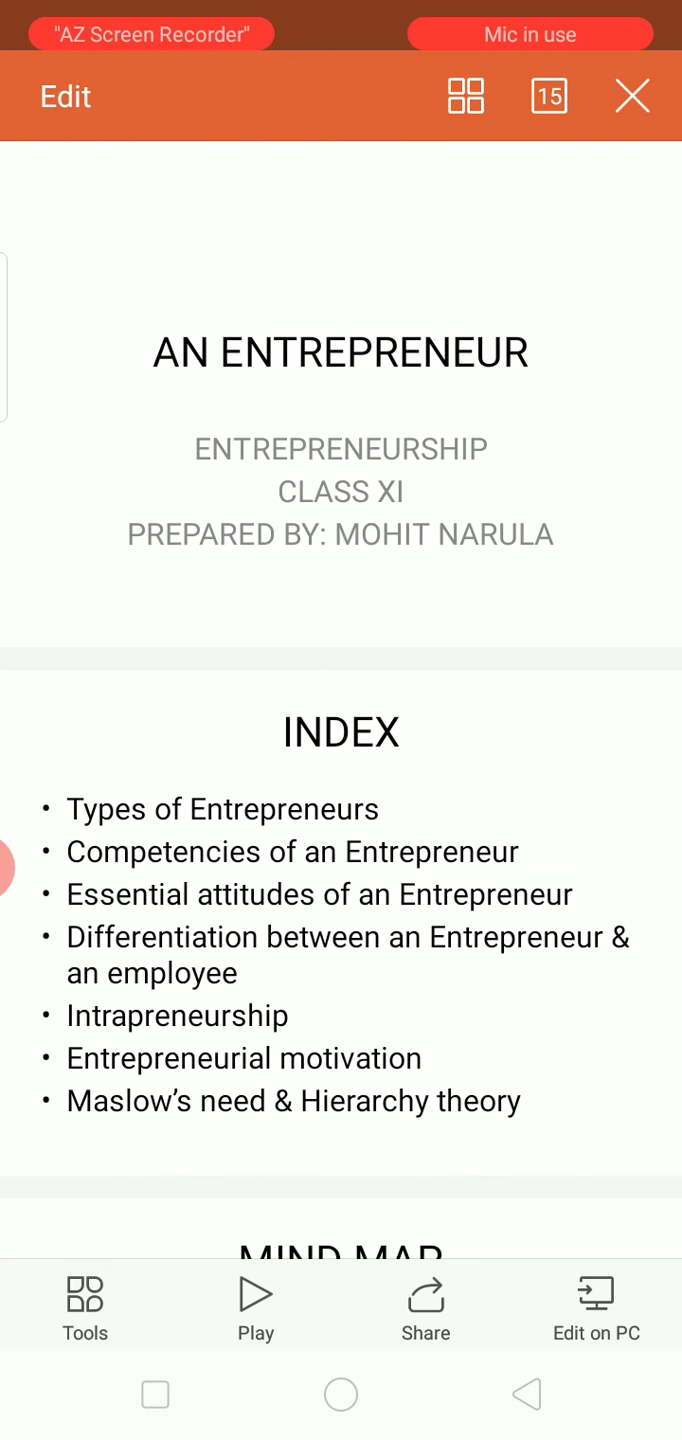 "AZ Screen Recorder"
Mic in use
Edit
15
AN ENTREPRENEUR
ENTREPRENEURSHIP
CLASS XI
PREPARED BY: MOHIT NARULA
INDEX
• Types of Entrepreneurs
• Competencies of an Entrepreneur
• Essential attitudes of an Entrepreneur
• Differentiation between an Entrepreneur &
an employee
• Intrapreneurship
• Entrepreneurial motivation
• Maslow’s need & Hierarchy theory
MIND MAP
Tools
Play
Share
Edit on PC